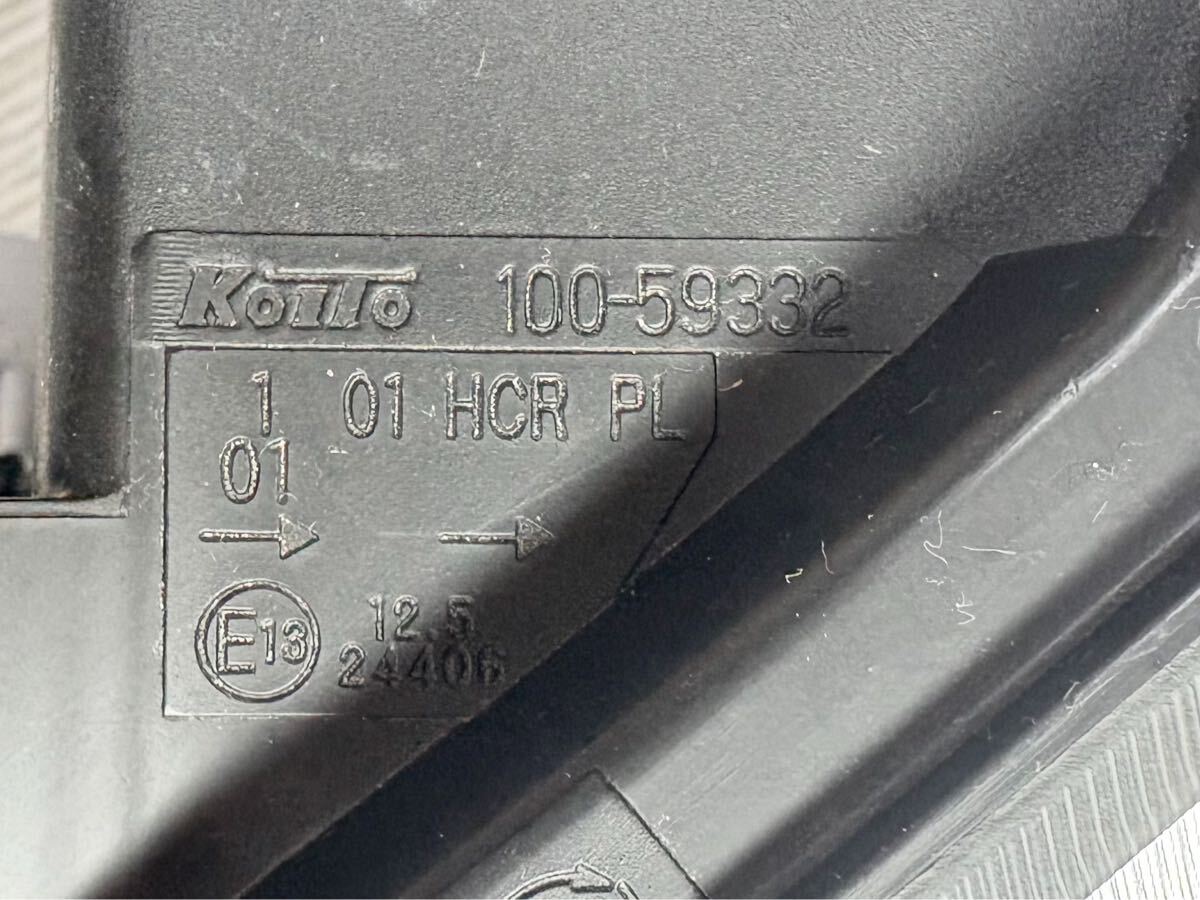 KOITO 100-59332
1 01 HCR PL
01
→ →
E13 12.5
24406